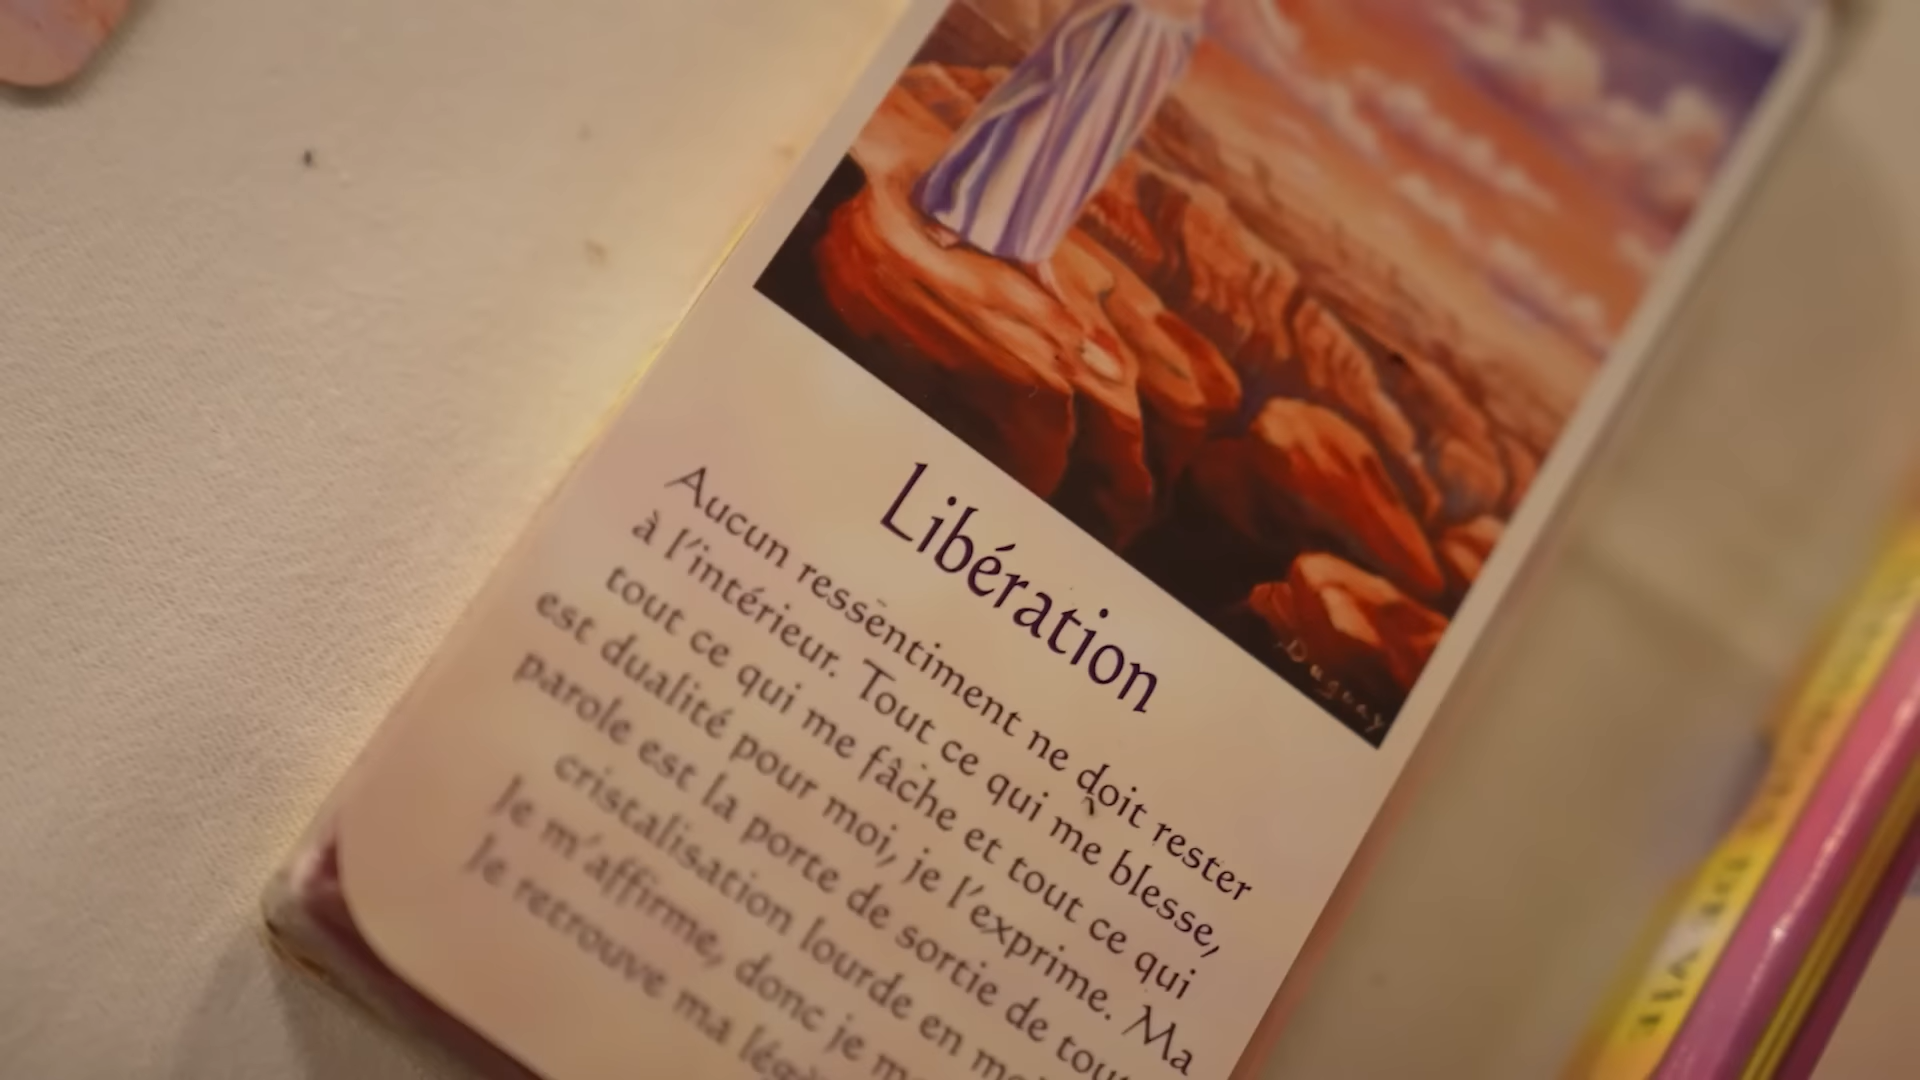 Duguay
Libération
Aucun ressentiment ne doit rester
à l'intérieur. Tout ce qui me blesse,
tout ce qui me fâche et tout ce qui
est dualité pour moi, je l'exprime. Ma
parole est la porte de sortie de
cristalisation lourde en
Je m'affirme, donc je
Je retrouve ma